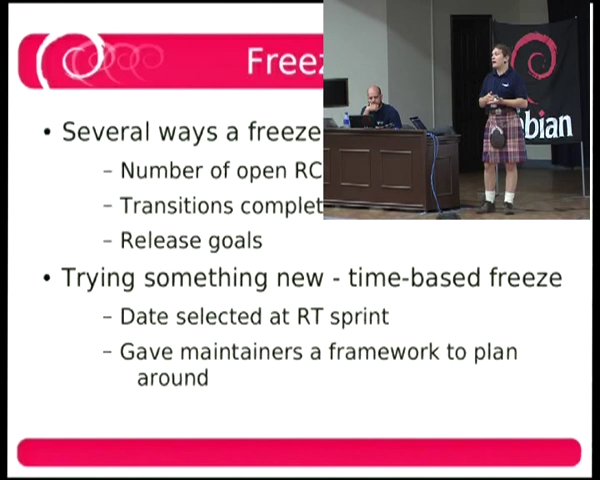 Freez
• Several ways a freeze
– Number of open RC
– Transitions complet
– Release goals
• Trying something new - time-based freeze
– Date selected at RT sprint
– Gave maintainers a framework to plan
around
bian